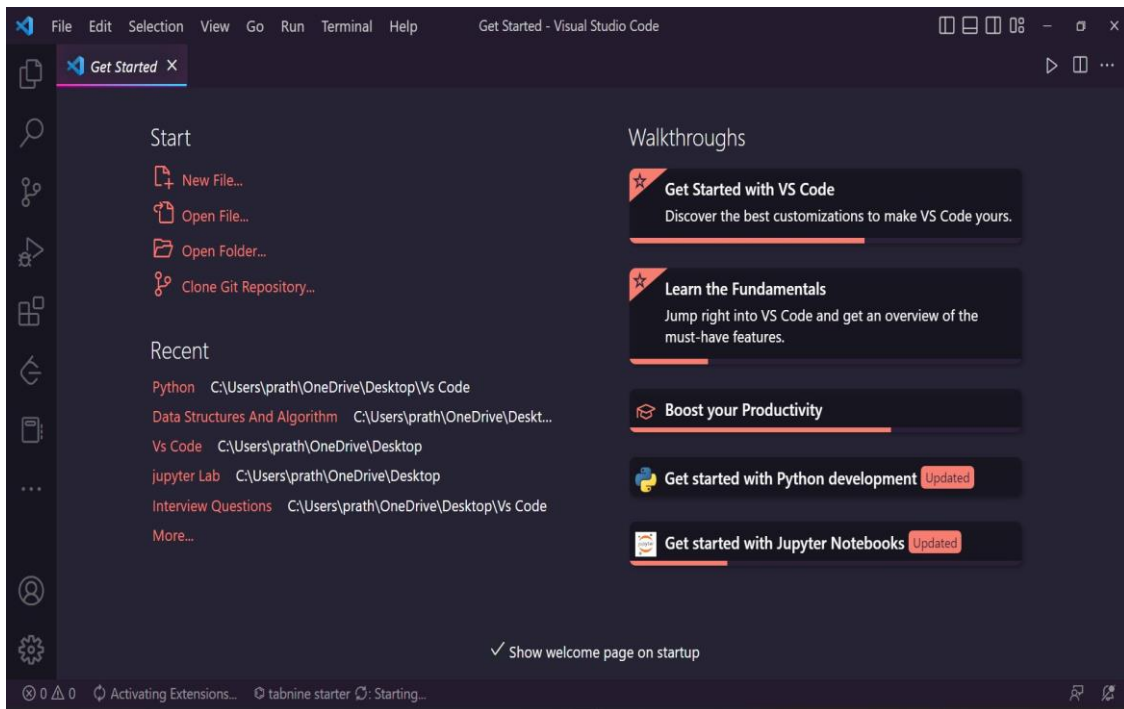 File Edit Selection View Go Run Terminal Help Get Started - Visual Studio Code
Get Started
Start
New File...
Open File...
Open Folder...
Clone Git Repository...
Recent
Python C:\Users\prath\OneDrive\Desktop\Vs Code
Data Structures And Algorithm C:\Users\prath\OneDrive\Deskt...
Vs Code C:\Users\prath\OneDrive\Desktop
jupyter Lab C:\Users\prath\OneDrive\Desktop
Interview Questions C:\Users\prath\OneDrive\Desktop\Vs Code
More...
Walkthroughs
Get Started with VS Code
Discover the best customizations to make VS Code yours.
Learn the Fundamentals
Jump right into VS Code and get an overview of the
must-have features.
Boost your Productivity
Get started with Python development Updated
Get started with Jupyter Notebooks Updated
✓ Show welcome page on startup
0 0 Activating Extensions... tabnine starter : Starting...